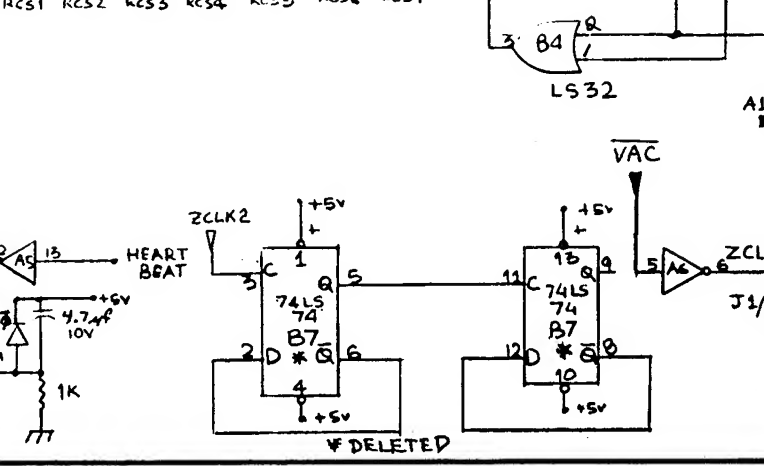 RCS1 RCS2 RCS3 RCS4 RCS5
2
3
B4
1
LS32
VAC
+5V
+5V
ZCLK2
+
+
13
HEART
BEAT
A5
1
13
9
5
A6
6
ZCL
3
C
Q
5
11
C
Q
+5V
74LS
74
74LS
74
J1/
4.7µf
10V
B7
B7
2
D
*
Q
6
12
D
*
Q
8
1K
4
10
+5V
+5V
* DELETED